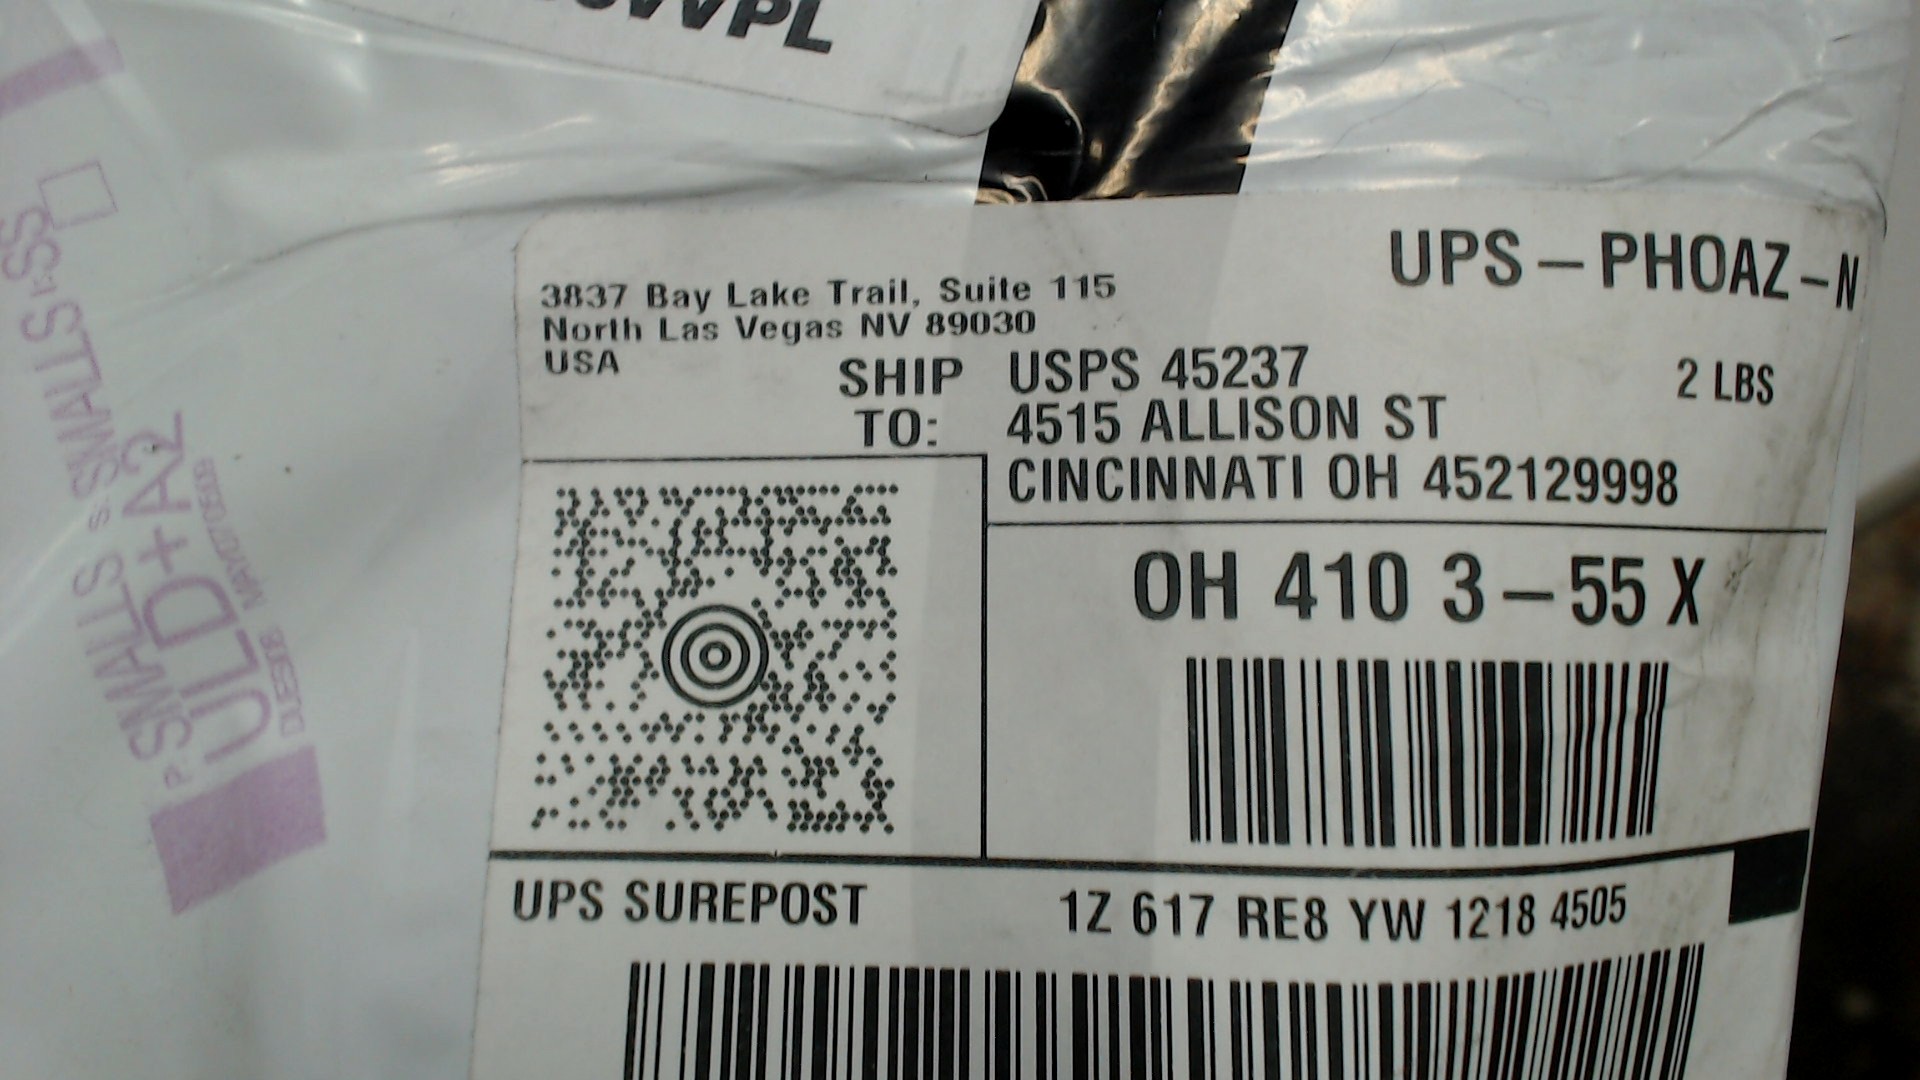 UPS - PHOAZ - N
3837 Bay Lake Trail, Suite 115
North Las Vegas NV 89030
USA
2 LBS
SHIP TO:
USPS 45237
4515 ALLISON ST
CINCINNATI OH 452129998
OH 410 3 - 55 X
UPS SUREPOST
1Z 617 RE8 YW 1218 4505
P: SMALLS S: SMALLS I: SS
ULD+A2